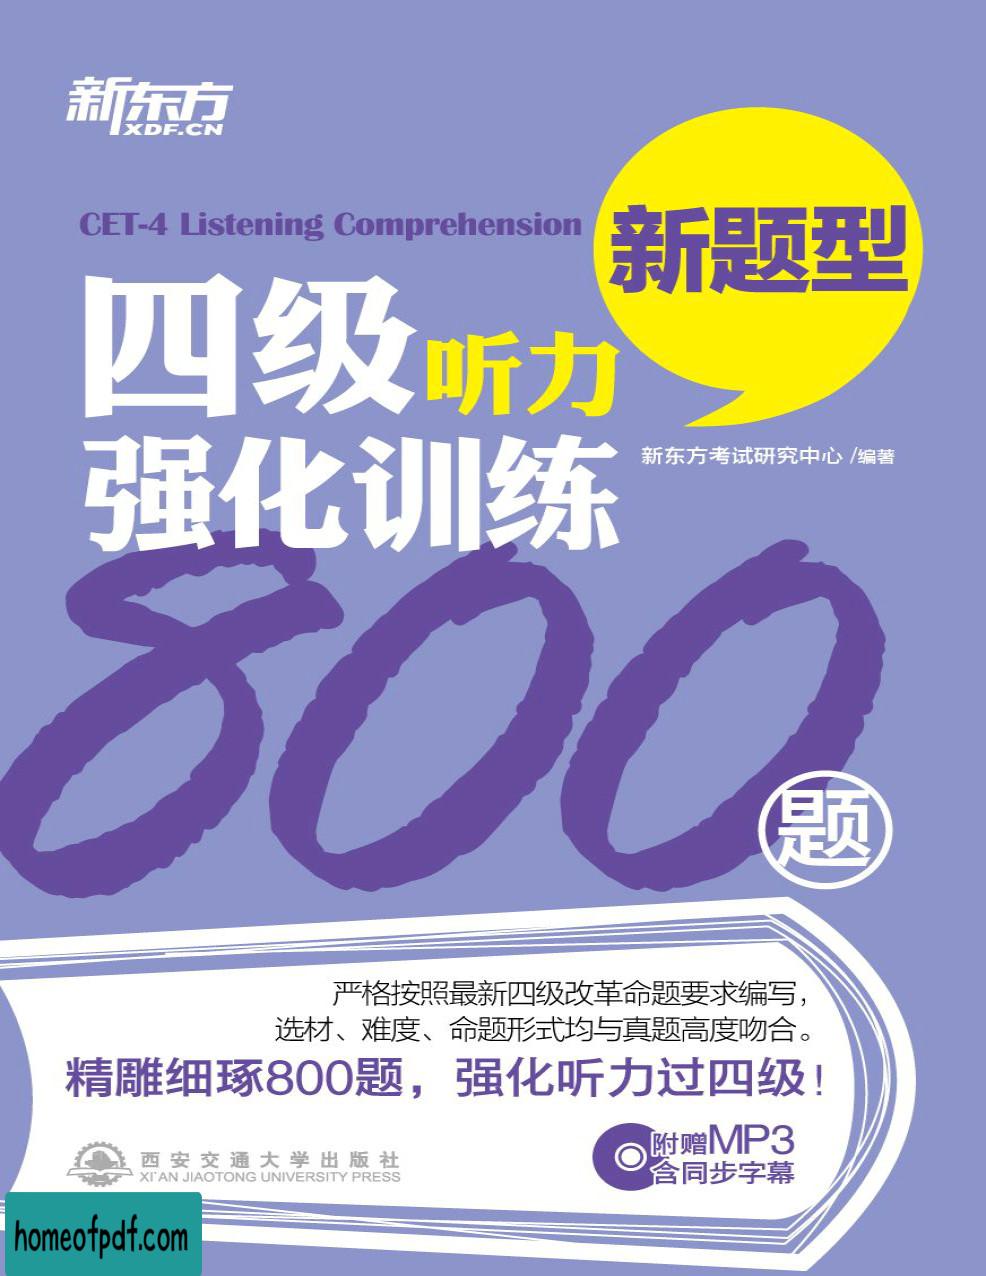 新东方
XDF.CN
CET-4 Listening Comprehension
新题型
四级听力
强化训练
新东方考试研究中心 /编著
800题
严格按照最新四级改革命题要求编写，
选材、难度、命题形式均与真题高度吻合。
精雕细琢800题，强化听力过四级！
附赠MP3
含同步字幕
西安交通大学出版社
XI'AN JIAOTONG UNIVERSITY PRESS
homeofpdf.com